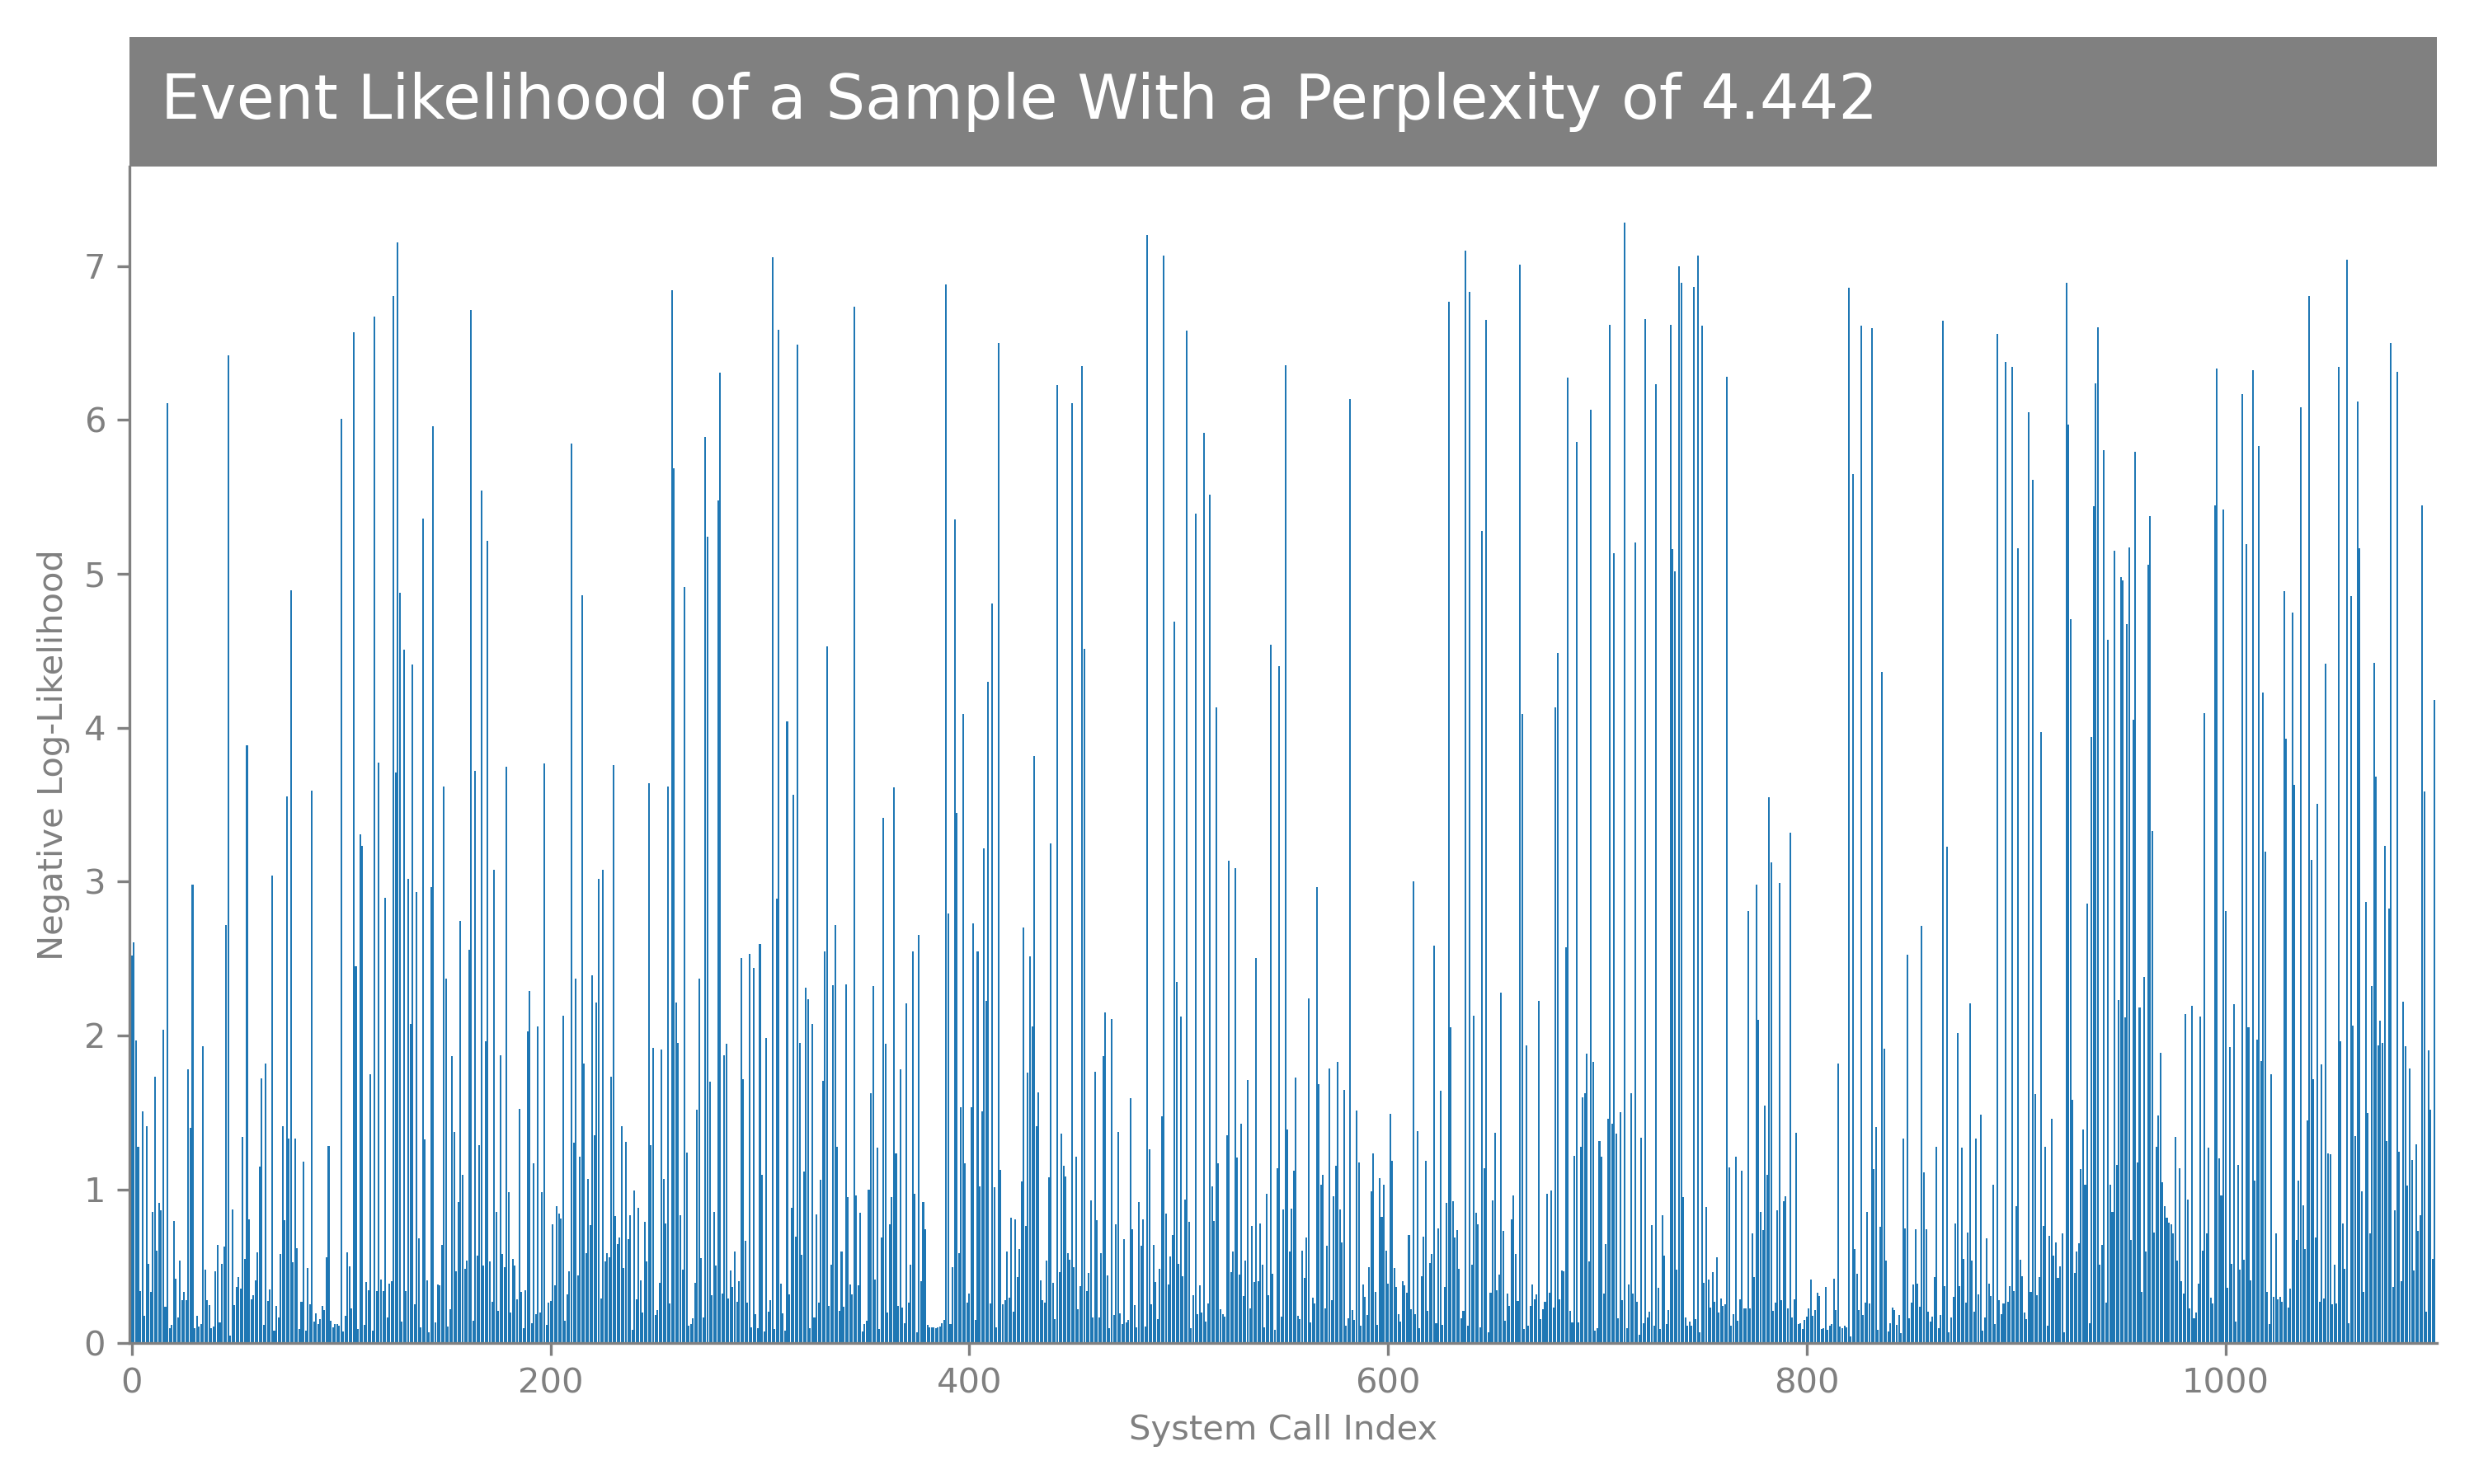 Event Likelihood of a Sample With a Perplexity of 4.442
7
6
5
4
3
2
1
0
Negative Log-Likelihood
0 200 400 600 800 1000
System Call Index